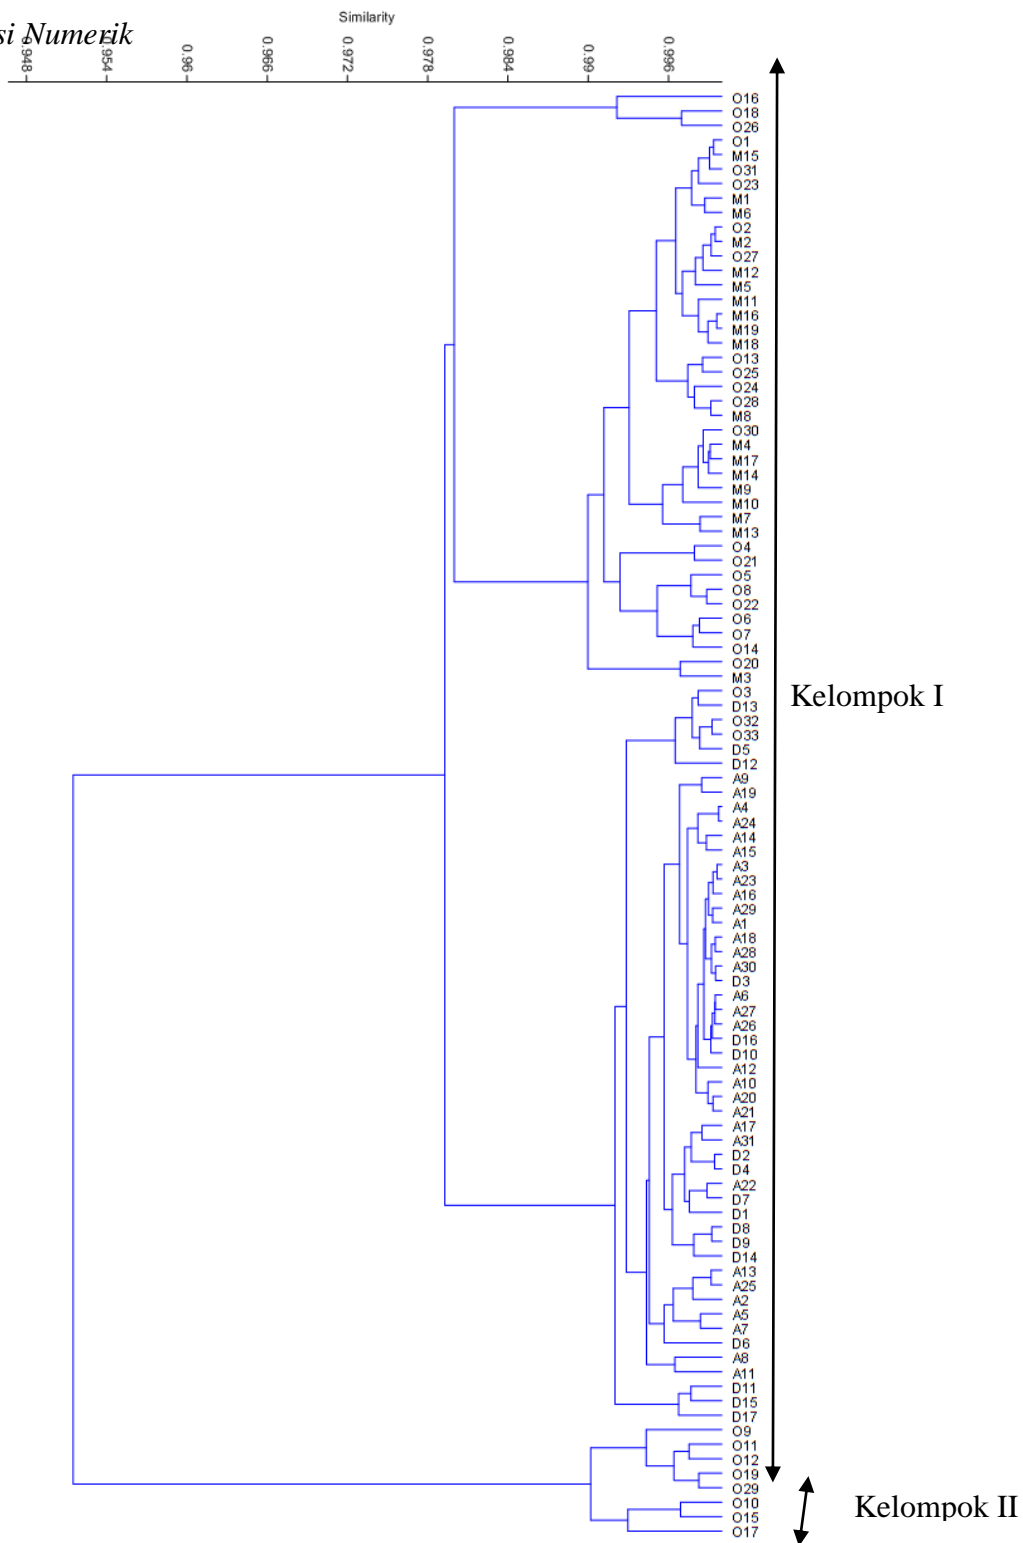 Similarity
si Numerik
0.948
0.954
0.96
0.966
0.972
0.978
0.984
0.99
0.996
O16
O18
O26
O1
M15
O31
O23
M1
M6
O2
M2
O27
M12
M5
M11
M16
M19
M18
O13
O25
O24
O28
M8
O30
M4
M17
M14
M9
M10
M7
M13
O4
O21
O5
O8
O22
O6
O7
O14
O20
M3
O3
Kelompok I
D13
O32
O33
D5
D12
A9
A19
A4
A24
A14
A15
A3
A23
A16
A29
A1
A18
A28
A30
D3
A6
A27
A26
D16
D10
A12
A10
A20
A21
A17
A31
D2
D4
A22
D7
D1
D8
D9
D14
A13
A25
A2
A5
A7
D6
A8
A11
D11
D15
D17
O9
O11
O12
O19
O29
O10
Kelompok II
O15
O17